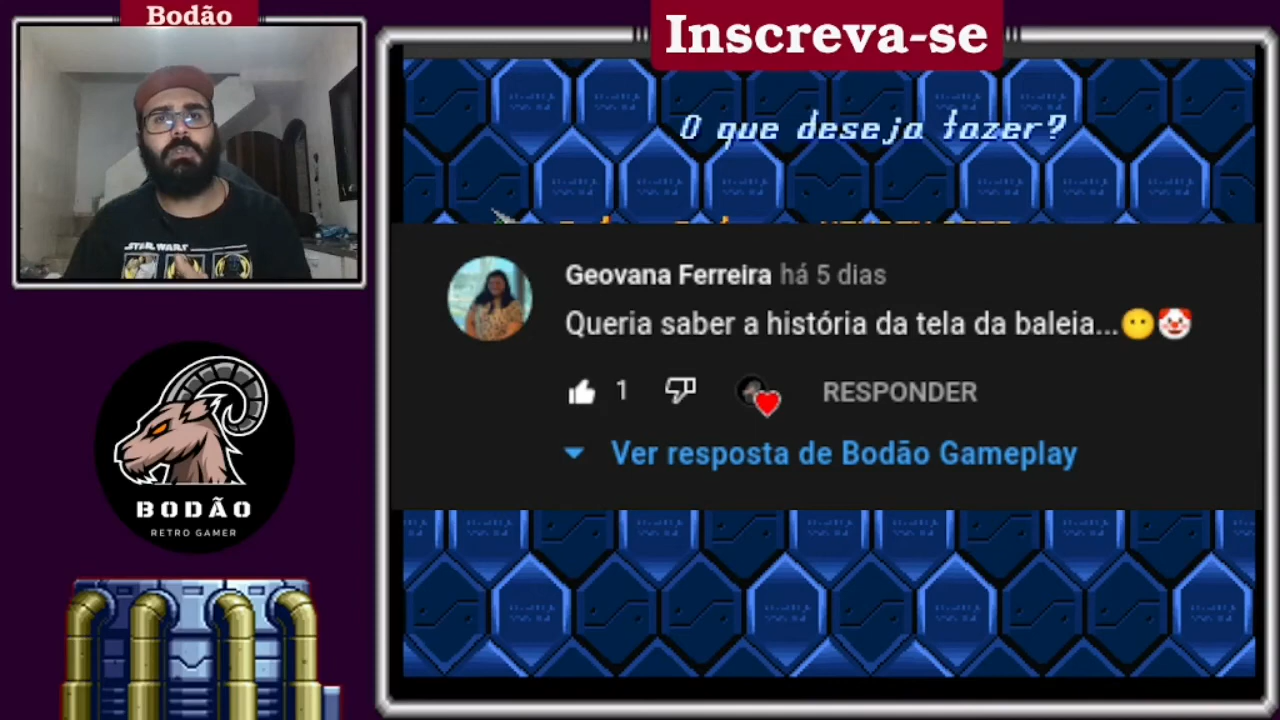 Bodão
Inscreva-se
O que deseja fazer?
STAR WARS
Geovana Ferreira há 5 dias
Queria saber a história da tela da baleia...😶🤡
1
RESPONDER
Ver resposta de Bodão Gameplay
BODÃO
RETRO GAMER